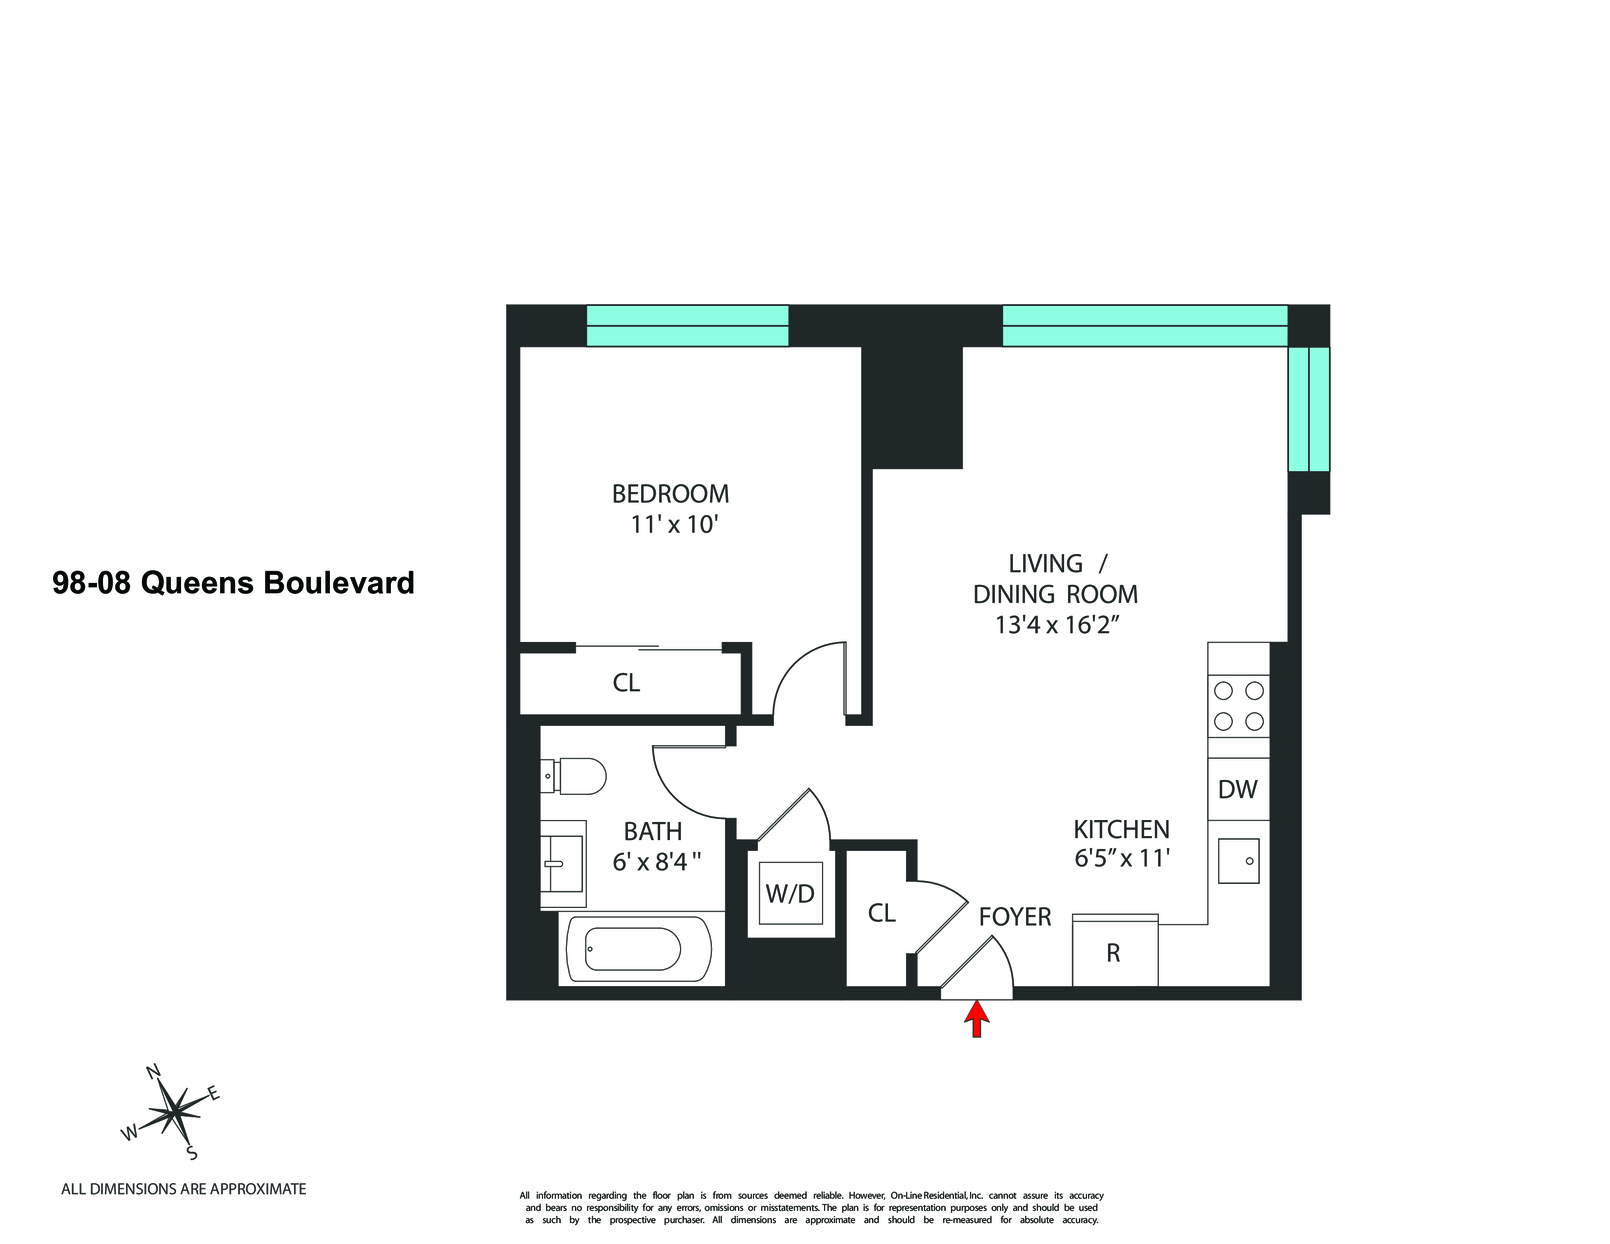 BEDROOM
11' x 10'
LIVING /
DINING ROOM
13'4 x 16'2”
98-08 Queens Boulevard
CL
DW
BATH
6' x 8'4 "
KITCHEN
6'5” x 11'
W/D
CL
FOYER
R
N
E
W
S
ALL DIMENSIONS ARE APPROXIMATE
All information regarding the floor plan is from sources deemed reliable. However, On-Line Residential, Inc. cannot assure its accuracy
and bears no responsibility for any errors, omissions or misstatements. The plan is for representation purposes only and should be used
as such by the prospective purchaser. All dimensions are approximate and should be re-measured for absolute accuracy.